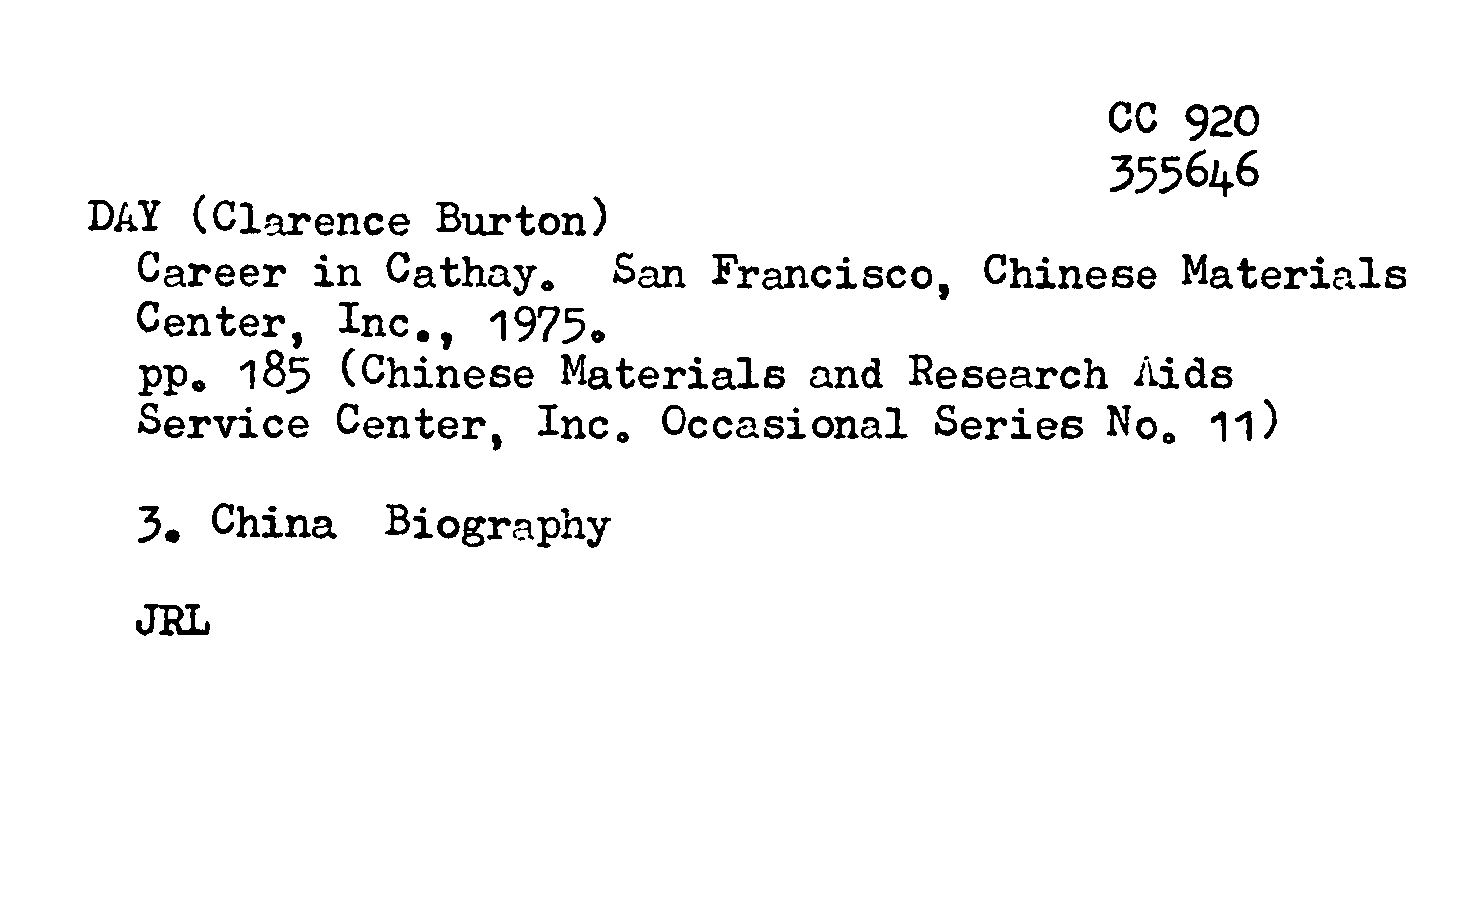 CC 920
355646
DAY (Clarence Burton)
Career in Cathay. San Francisco, Chinese Materials
Center, Inc., 1975.
pp. 185 (Chinese Materials and Research Aids
Service Center, Inc. Occasional Series No. 11)
3. China Biography
JRL